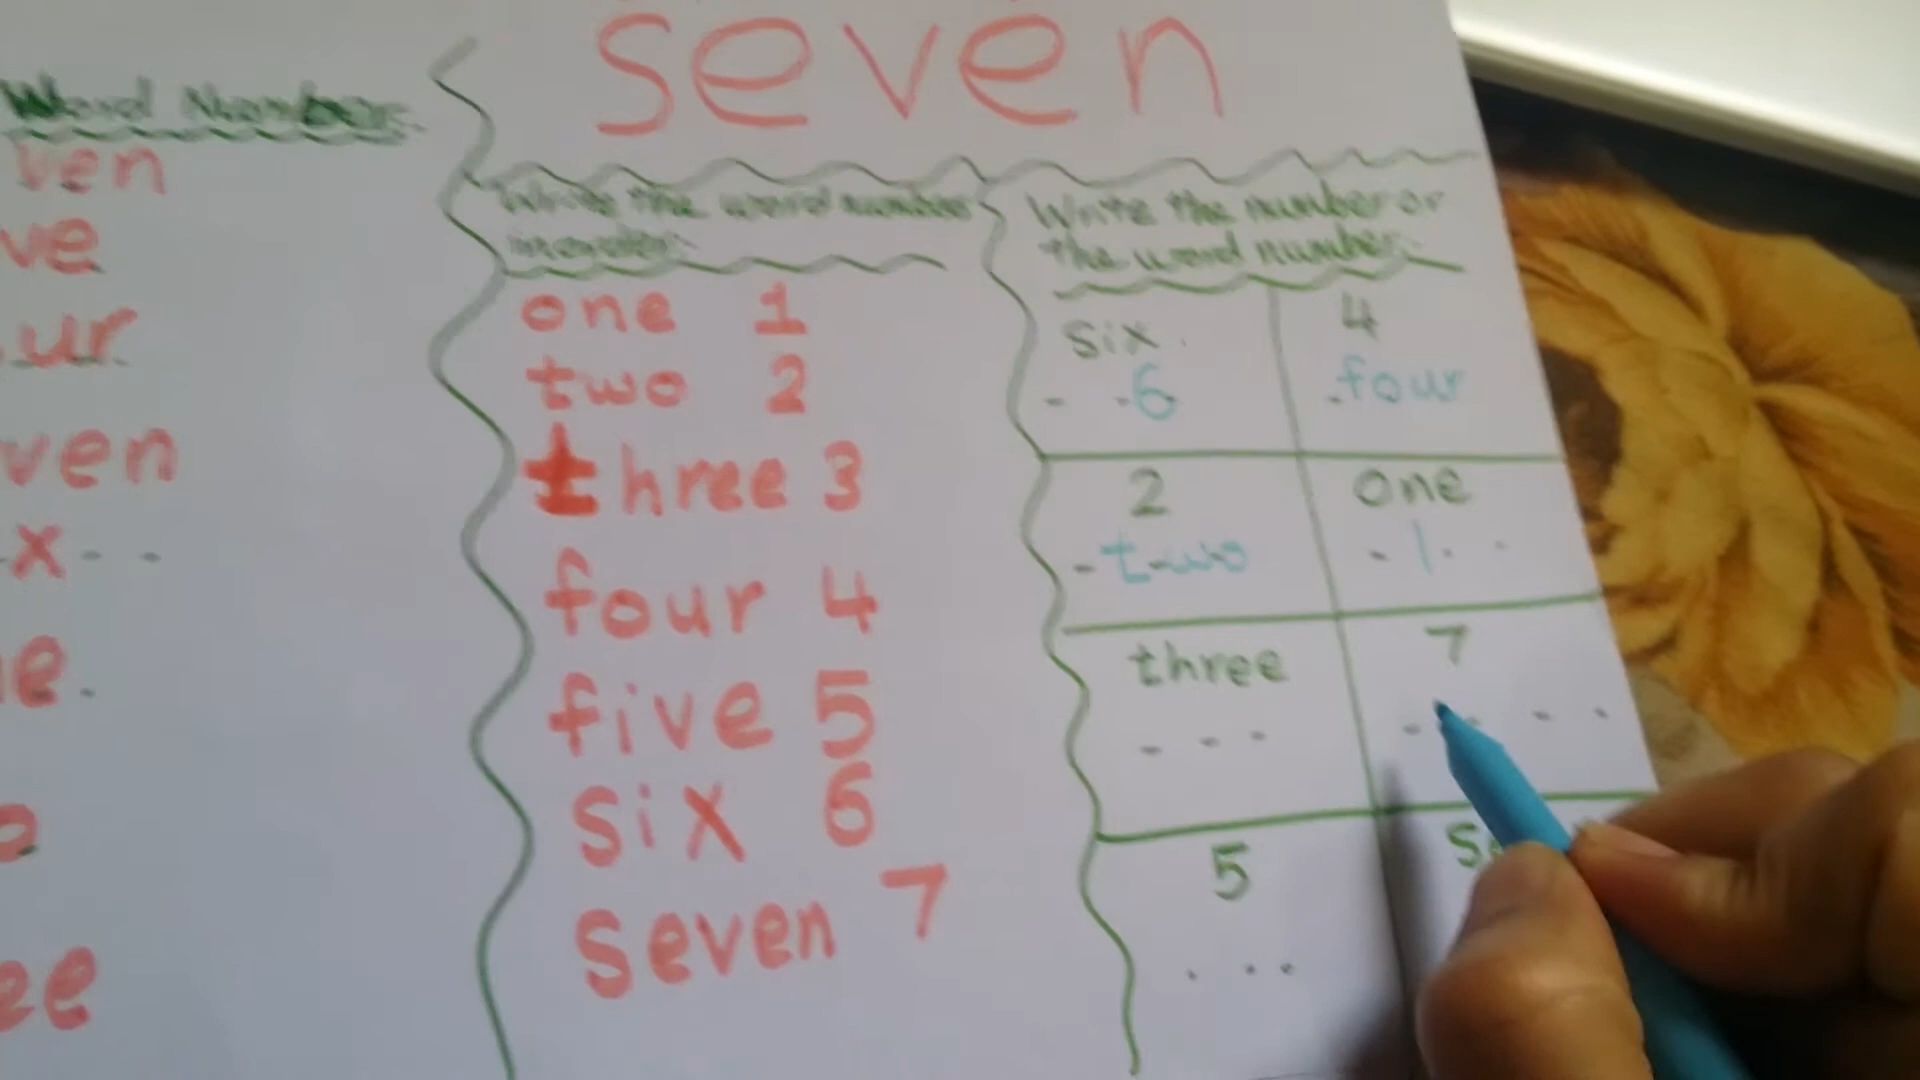 seven
Word Number
ven
ve
ur
ven
x
e
ee
Write the word number
one 1
two 2
three 3
four 4
five 5
six 6
seven 7
Write the number or
the word number
six
6
4
four
2
two
one
1
three
7
5
se